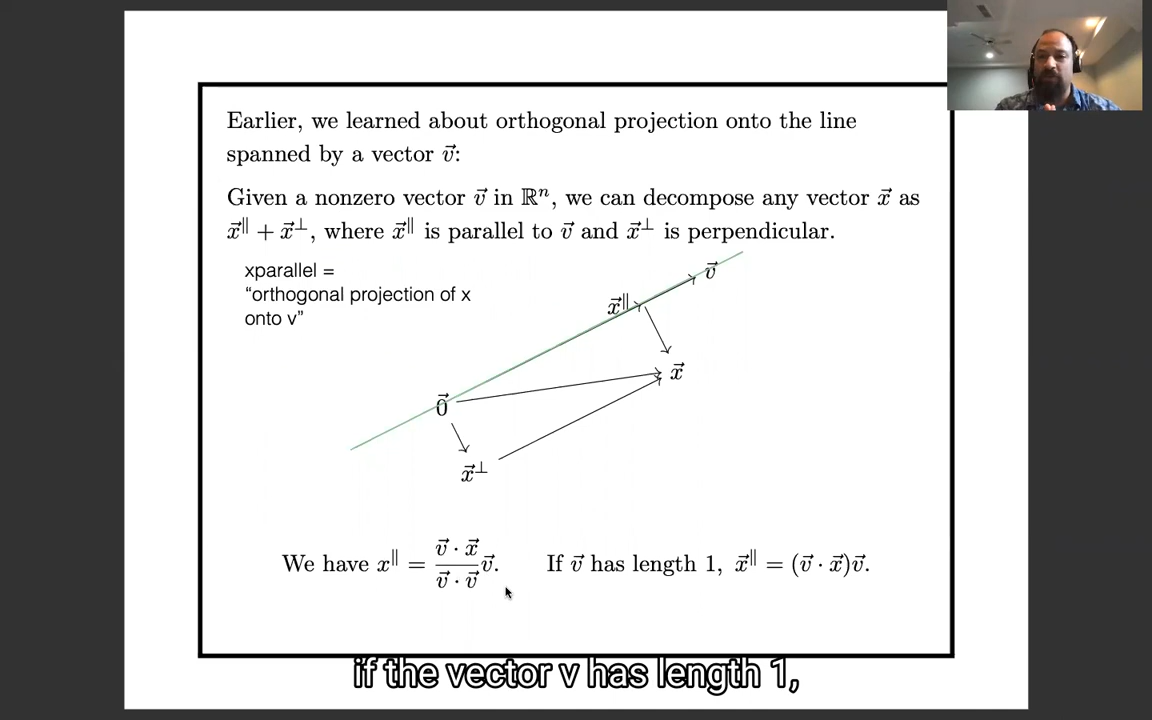 Earlier, we learned about orthogonal projection onto the line
spanned by a vector v⃗:
Given a nonzero vector v⃗ in ℝⁿ, we can decompose any vector x⃗ as
x⃗∥ + x⃗⊥, where x⃗∥ is parallel to v⃗ and x⃗⊥ is perpendicular.
xparallel =
“orthogonal projection of x
onto v”
v⃗
x⃗∥
x⃗
0⃗
x⃗⊥
We have x∥ = (v⃗ · x⃗)/(v⃗ · v⃗) v⃗. If v⃗ has length 1, x⃗∥ = (v⃗ · x⃗)v⃗.
if the vector v has length 1,